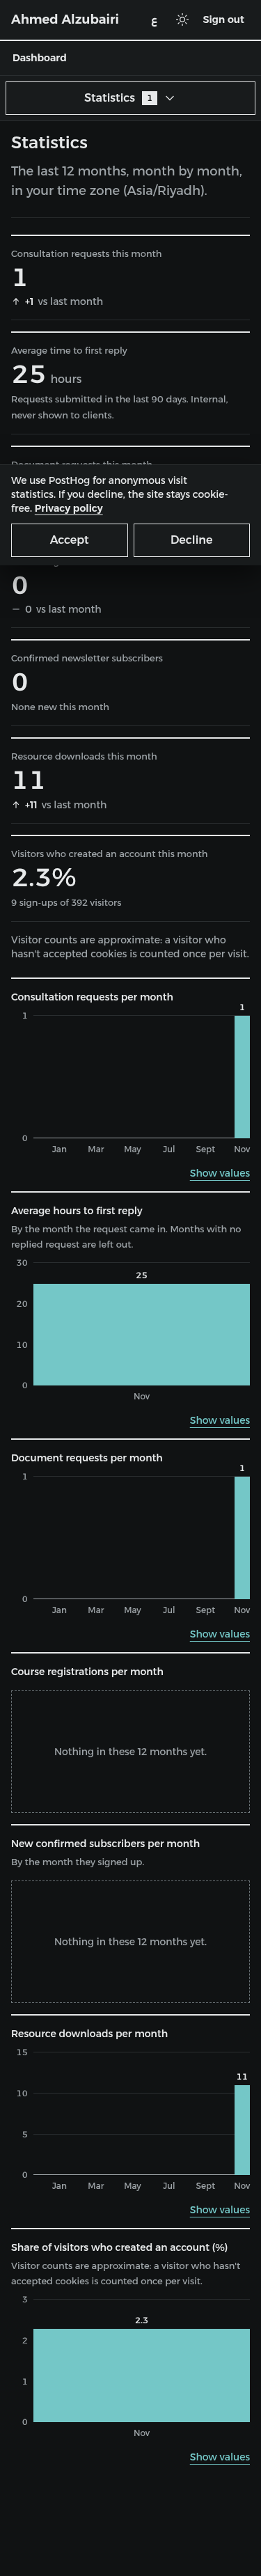 Ahmed Alzubairi ع Sign out
Dashboard
Statistics 1
Statistics
The last 12 months, month by month,
in your time zone (Asia/Riyadh).
Consultation requests this month
1
↑ +1 vs last month
Average time to first reply
25 hours
Requests submitted in the last 90 days. Internal,
never shown to clients.
We use PostHog for anonymous visit
statistics. If you decline, the site stays cookie-
free. Privacy policy
Accept Decline
0
— 0 vs last month
Confirmed newsletter subscribers
0
None new this month
Resource downloads this month
11
↑ +11 vs last month
Visitors who created an account this month
2.3%
9 sign-ups of 392 visitors
Visitor counts are approximate: a visitor who
hasn't accepted cookies is counted once per visit.
Consultation requests per month
1
1
0
Jan Mar May Jul Sept Nov
Show values
Average hours to first reply
By the month the request came in. Months with no
replied request are left out.
30
25
20
10
0
Nov
Show values
Document requests per month
1
1
0
Jan Mar May Jul Sept Nov
Show values
Course registrations per month
Nothing in these 12 months yet.
New confirmed subscribers per month
By the month they signed up.
Nothing in these 12 months yet.
Resource downloads per month
15
11
10
5
0
Jan Mar May Jul Sept Nov
Show values
Share of visitors who created an account (%)
Visitor counts are approximate: a visitor who hasn't
accepted cookies is counted once per visit.
3
2.3
2
1
0
Nov
Show values